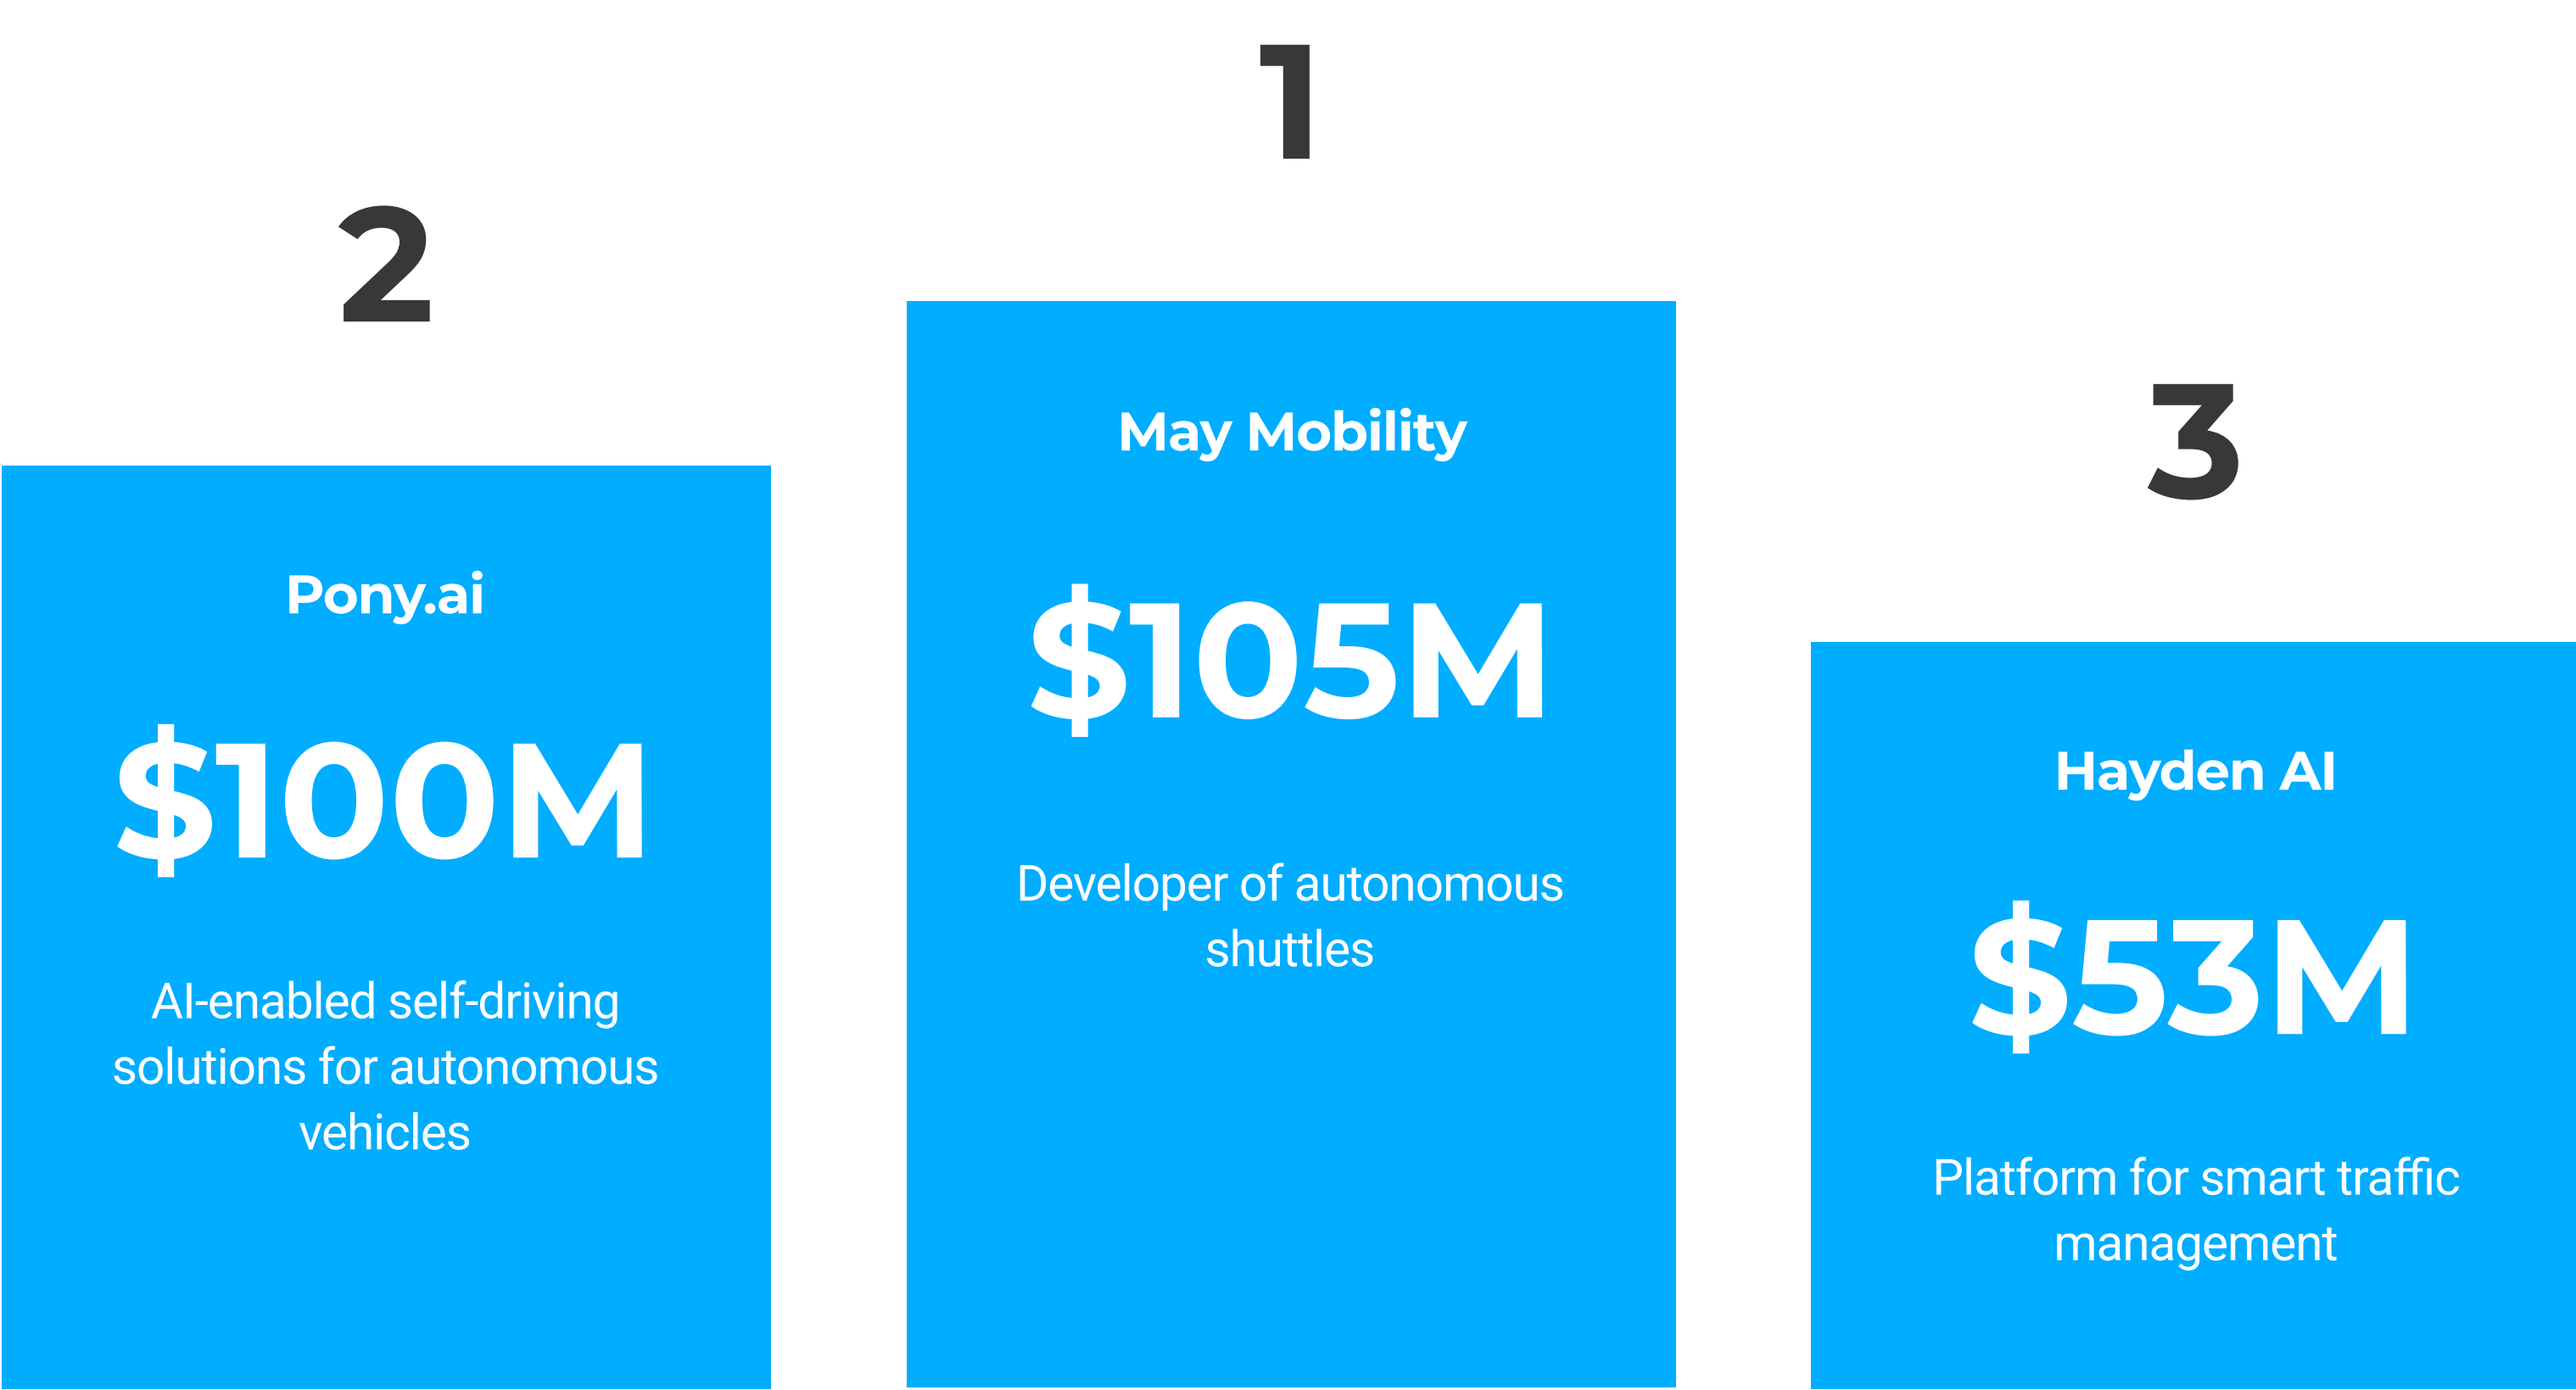 2
Pony.ai
$100M
AI-enabled self-driving
solutions for autonomous
vehicles
1
May Mobility
$105M
Developer of autonomous
shuttles
3
Hayden AI
$53M
Platform for smart traffic
management